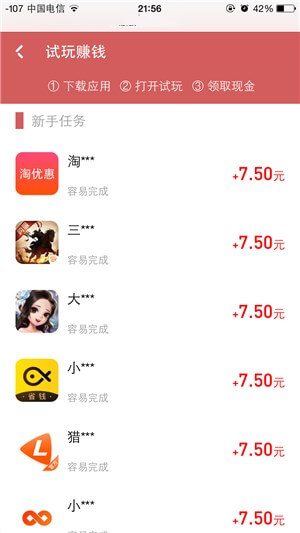 -107 中国电信 21:56 42%
试玩赚钱
① 下载应用 ② 打开试玩 ③ 领取现金
新手任务
淘优惠
淘***
容易完成
+7.50元
三***
容易完成
+7.50元
大***
容易完成
+7.50元
省钱
小***
容易完成
+7.50元
L
猎***
容易完成
+7.50元
小***
容易完成
+7.50元